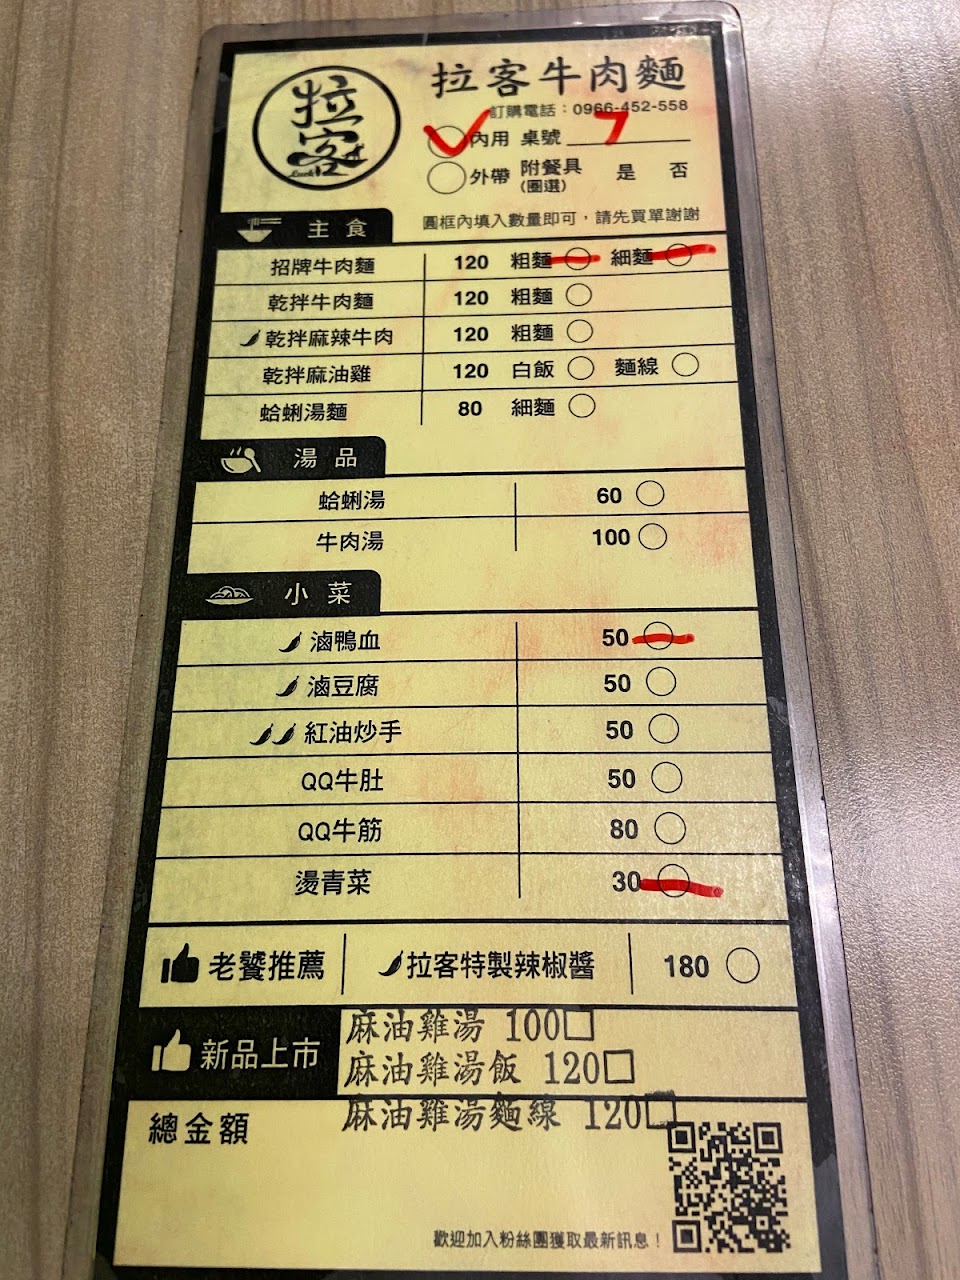 拉客
拉客牛肉麵
訂購電話：0966-452-558
內用 桌號 7
外帶 附餐具 是 否
(圈選)
圓框內填入數量即可，請先買單謝謝
主食
招牌牛肉麵 120 粗麵 細麵
乾拌牛肉麵 120 粗麵
乾拌麻辣牛肉 120 粗麵
乾拌麻油雞 120 白飯 麵線
蛤蜊湯麵 80 細麵
湯品
蛤蜊湯 60
牛肉湯 100
小菜
滷鴨血 50
滷豆腐 50
紅油炒手 50
QQ牛肚 50
QQ牛筋 80
燙青菜 30
老饕推薦 拉客特製辣椒醬 180
新品上市
麻油雞湯 100□
麻油雞湯飯 120□
麻油雞湯麵線 120□
總金額
歡迎加入粉絲團獲取最新訊息！